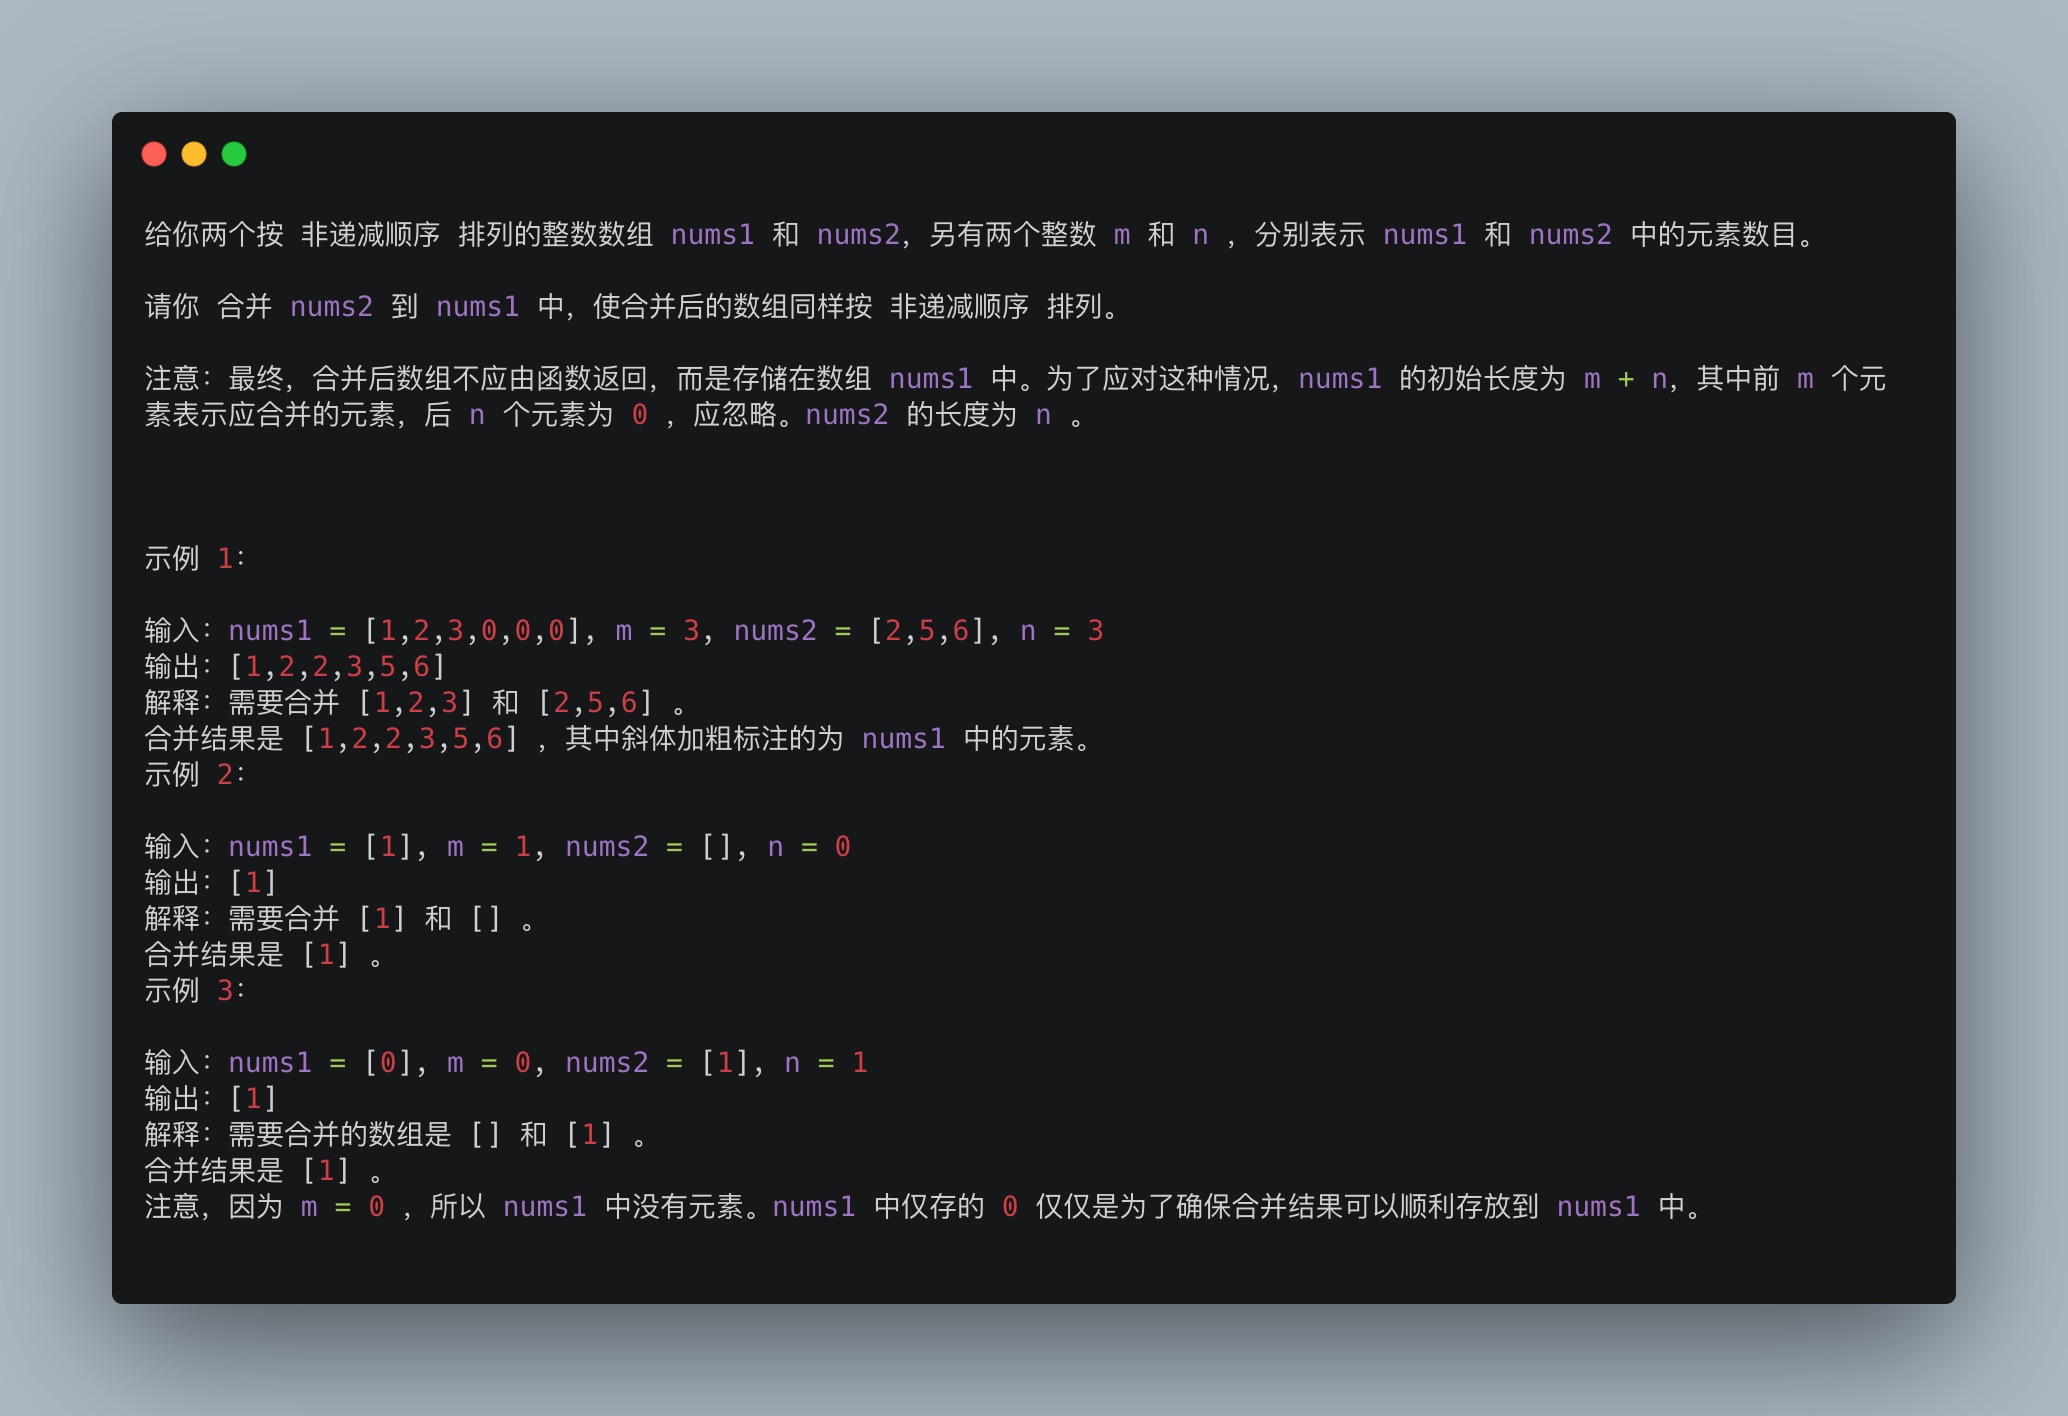 给你两个按 非递减顺序 排列的整数数组 nums1 和 nums2，另有两个整数 m 和 n ，分别表示 nums1 和 nums2 中的元素数目。
请你 合并 nums2 到 nums1 中，使合并后的数组同样按 非递减顺序 排列。
注意：最终，合并后数组不应由函数返回，而是存储在数组 nums1 中。为了应对这种情况，nums1 的初始长度为 m + n，其中前 m 个元
素表示应合并的元素，后 n 个元素为 0 ，应忽略。nums2 的长度为 n 。
示例 1：
输入：nums1 = [1,2,3,0,0,0], m = 3, nums2 = [2,5,6], n = 3
输出：[1,2,2,3,5,6]
解释：需要合并 [1,2,3] 和 [2,5,6] 。
合并结果是 [1,2,2,3,5,6] ，其中斜体加粗标注的为 nums1 中的元素。
示例 2：
输入：nums1 = [1], m = 1, nums2 = [], n = 0
输出：[1]
解释：需要合并 [1] 和 [] 。
合并结果是 [1] 。
示例 3：
输入：nums1 = [0], m = 0, nums2 = [1], n = 1
输出：[1]
解释：需要合并的数组是 [] 和 [1] 。
合并结果是 [1] 。
注意，因为 m = 0 ，所以 nums1 中没有元素。nums1 中仅存的 0 仅仅是为了确保合并结果可以顺利存放到 nums1 中。